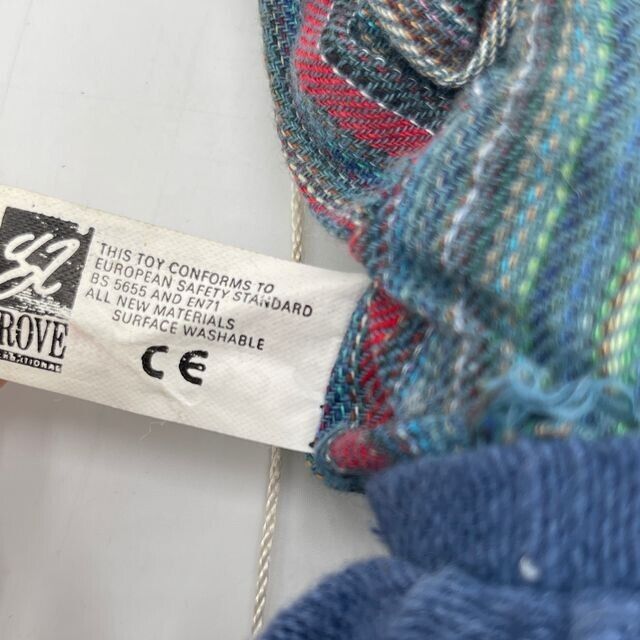 ROVE
THIS TOY CONFORMS TO
EUROPEAN SAFETY STANDARD
BS 5655 AND EN71
ALL NEW MATERIALS
SURFACE WASHABLE
CE